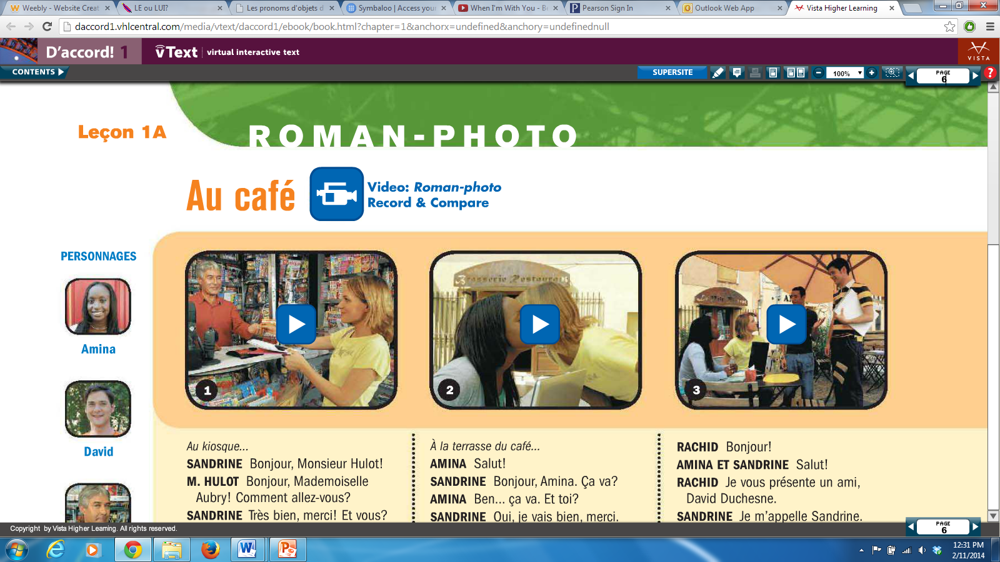 Weebly - Website Creat
LE ou LUI?
Les pronoms d'objets d
Symbaloo | Access your
When I'm With You - Be
Pearson Sign In
Outlook Web App
Vista Higher Learning
daccord1.vhlcentral.com/media/vtext/daccord1/ebook/book.html?chapter=1&anchorx=undefined&anchory=undefinednull
D'accord! 1
vText
virtual interactive text
VISTA
CONTENTS
SUPERSITE
100%
PAGE
6
?
Leçon 1A
ROMAN-PHOTO
Au café
Video: Roman-photo
Record & Compare
PERSONNAGES
Amina
David
Brasserie Restaurant
1
2
3
Au kiosque...
SANDRINE Bonjour, Monsieur Hulot!
M. HULOT Bonjour, Mademoiselle
Aubry! Comment allez-vous?
SANDRINE Très bien, merci! Et vous?
À la terrasse du café...
AMINA Salut!
SANDRINE Bonjour, Amina. Ça va?
AMINA Ben... ça va. Et toi?
SANDRINE Oui, je vais bien, merci.
RACHID Bonjour!
AMINA ET SANDRINE Salut!
RACHID Je vous présente un ami,
David Duchesne.
SANDRINE Je m'appelle Sandrine.
Copyright by Vista Higher Learning. All rights reserved.
PAGE
6
12:31 PM
2/11/2014